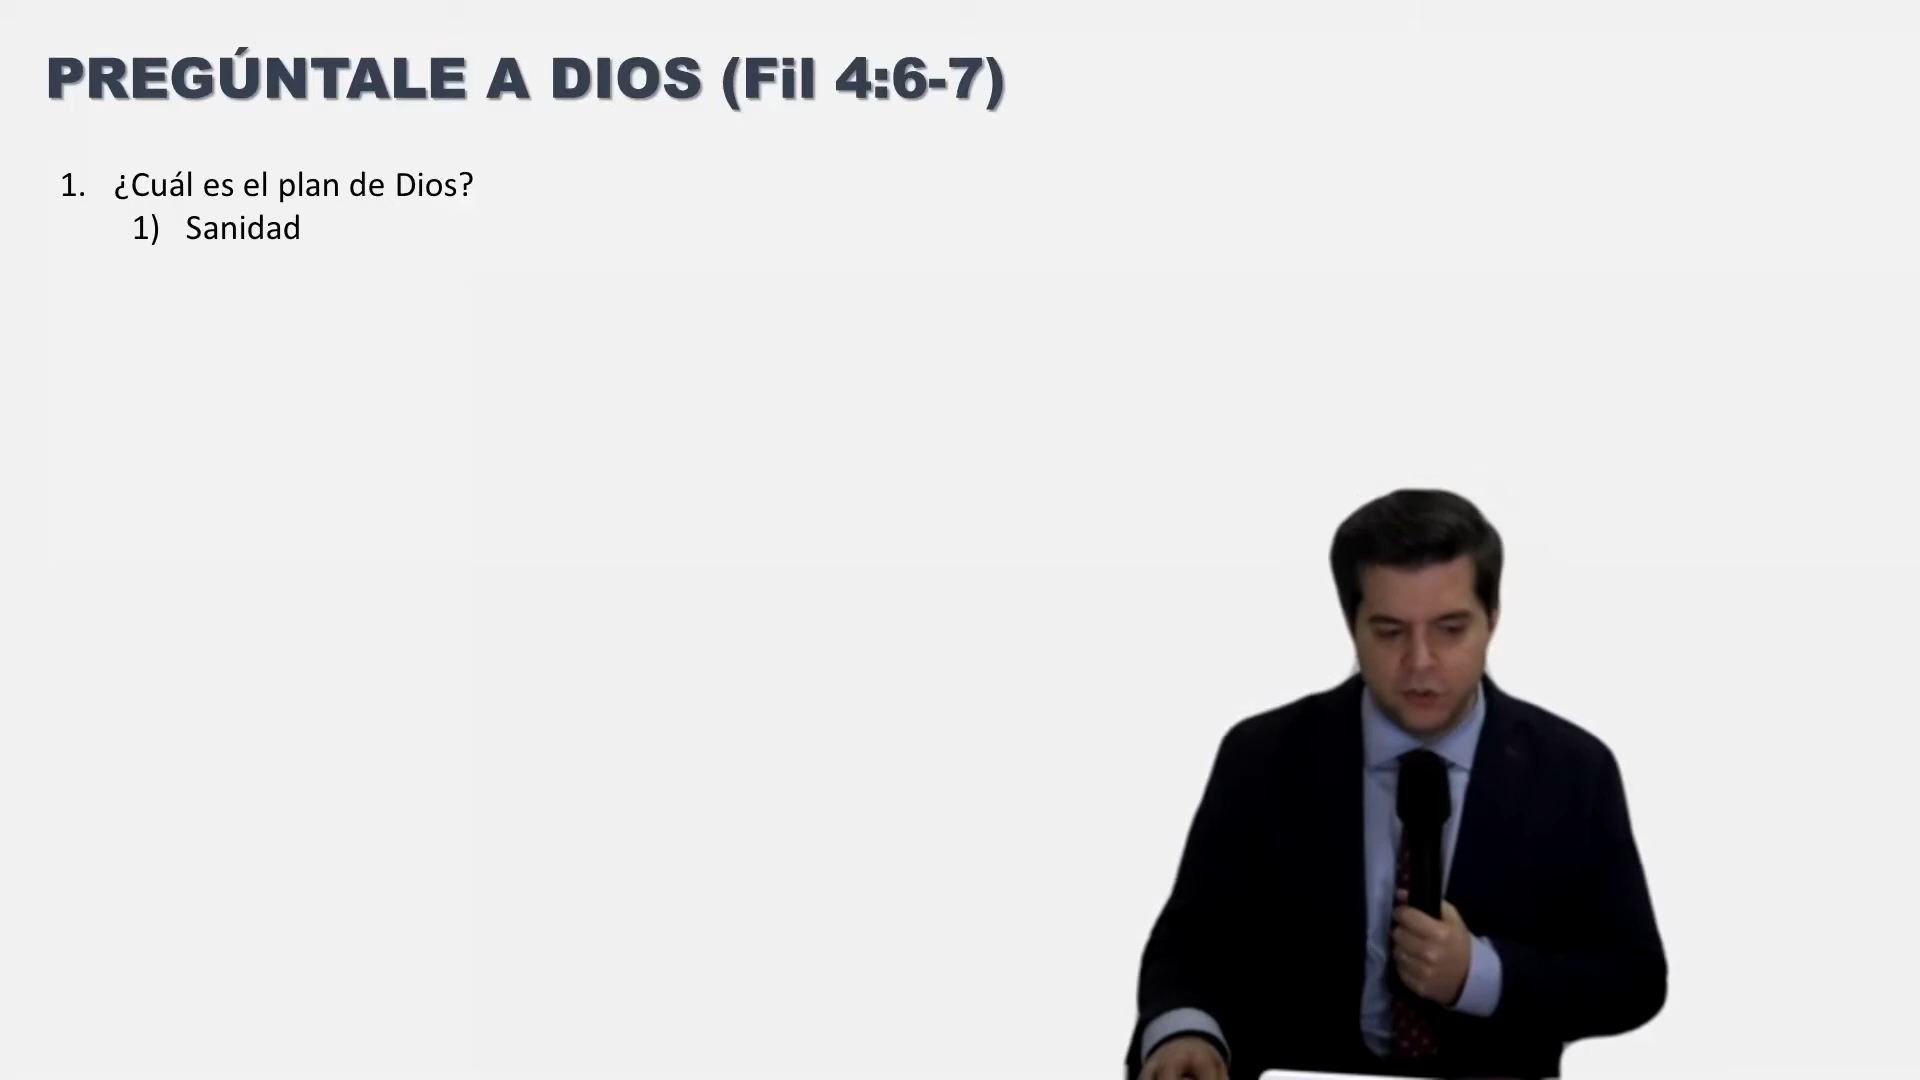 PREGÚNTALE A DIOS (Fil 4:6-7)
1. ¿Cuál es el plan de Dios?
1) Sanidad